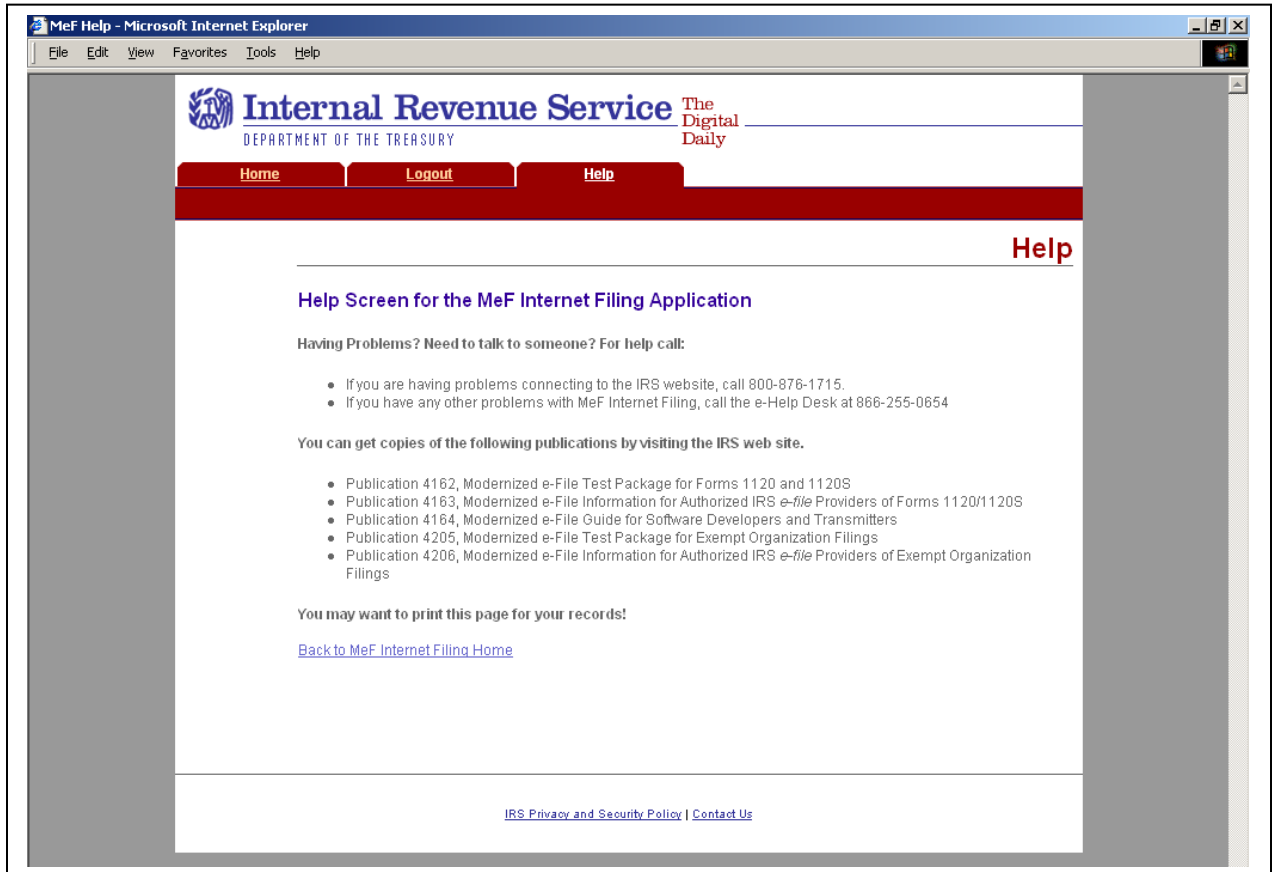 MeF Help - Microsoft Internet Explorer
File Edit View Favorites Tools Help
Internal Revenue Service
DEPARTMENT OF THE TREASURY
The
Digital
Daily
Home Logout Help
Help
Help Screen for the MeF Internet Filing Application
Having Problems? Need to talk to someone? For help call:
• If you are having problems connecting to the IRS website, call 800-876-1715.
• If you have any other problems with MeF Internet Filing, call the e-Help Desk at 866-255-0654
You can get copies of the following publications by visiting the IRS web site.
• Publication 4162, Modernized e-File Test Package for Forms 1120 and 1120S
• Publication 4163, Modernized e-File Information for Authorized IRS e-file Providers of Forms 1120/1120S
• Publication 4164, Modernized e-File Guide for Software Developers and Transmitters
• Publication 4205, Modernized e-File Test Package for Exempt Organization Filings
• Publication 4206, Modernized e-File Information for Authorized IRS e-file Providers of Exempt Organization
Filings
You may want to print this page for your records!
Back to MeF Internet Filing Home
IRS Privacy and Security Policy | Contact Us